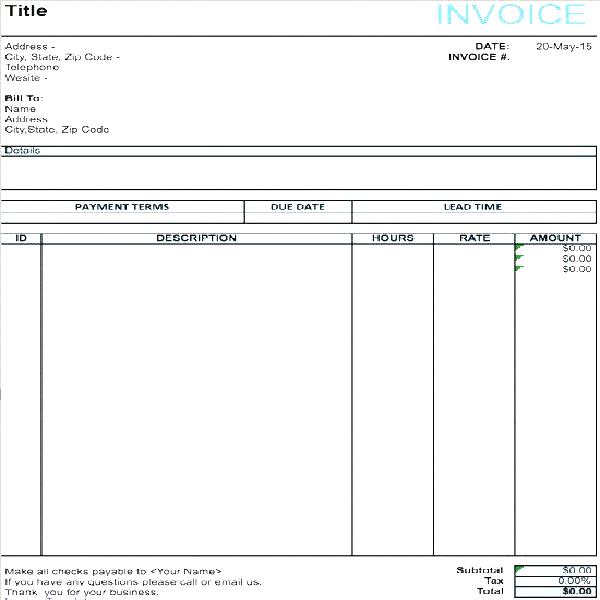 Title
INVOICE
Address -
City, State, Zip Code -
Telephone
Wesite -
DATE: 20-May-15
INVOICE #.
Bill To:
Name
Address
City,State, Zip Code
Details
PAYMENT TERMS DUE DATE LEAD TIME
ID DESCRIPTION HOURS RATE AMOUNT
$0.00
$0.00
$0.00
Make all checks payable to <Your Name>
If you have any questions please call or email us.
Thank you for your business.
Subtotal $0.00
Tax 0.00%
Total $0.00